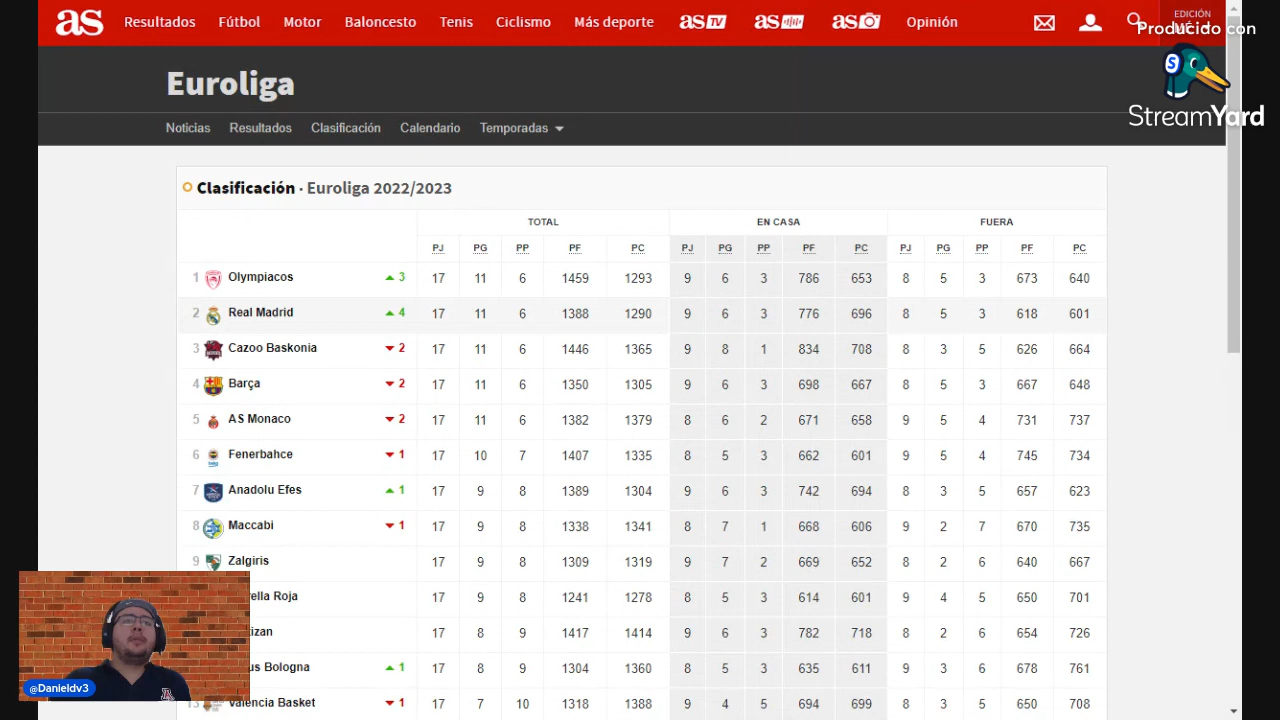 as Resultados Fútbol Motor Baloncesto Tenis Ciclismo Más deporte as TV as as Opinión EDICIÓN
Producido con
StreamYard
Euroliga
Noticias Resultados Clasificación Calendario Temporadas
Clasificación · Euroliga 2022/2023
TOTAL EN CASA FUERA
PJ PG PP PF PC PJ PG PP PF PC PJ PG PP PF PC
1 Olympiacos 3 17 11 6 1459 1293 9 6 3 786 653 8 5 3 673 640
2 Real Madrid 4 17 11 6 1388 1290 9 6 3 776 696 8 5 3 618 601
3 Cazoo Baskonia 2 17 11 6 1446 1365 9 8 1 834 708 8 3 5 626 664
4 Barça 2 17 11 6 1350 1305 9 6 3 698 667 8 5 3 667 648
5 AS Monaco 2 17 11 6 1382 1379 8 6 2 671 658 9 5 4 731 737
6 Fenerbahce 1 17 10 7 1407 1335 8 5 3 662 601 9 5 4 745 734
7 Anadolu Efes 1 17 9 8 1389 1304 9 6 3 742 694 8 3 5 657 623
8 Maccabi 1 17 9 8 1338 1341 8 7 1 668 606 9 2 7 670 735
9 Zalgiris 17 9 8 1309 1319 9 7 2 669 652 8 2 6 640 667
rella Roja 17 9 8 1241 1278 8 5 3 614 601 9 4 5 650 701
tizan 17 8 9 1417 1414 9 6 3 782 718 8 2 6 654 726
us Bologna 1 17 8 9 1304 1360 8 5 3 635 611 9 3 6 678 761
13 Valencia Basket 1 17 7 10 1318 1388 9 4 5 694 699 8 3 5 650 708
@Danieldv3